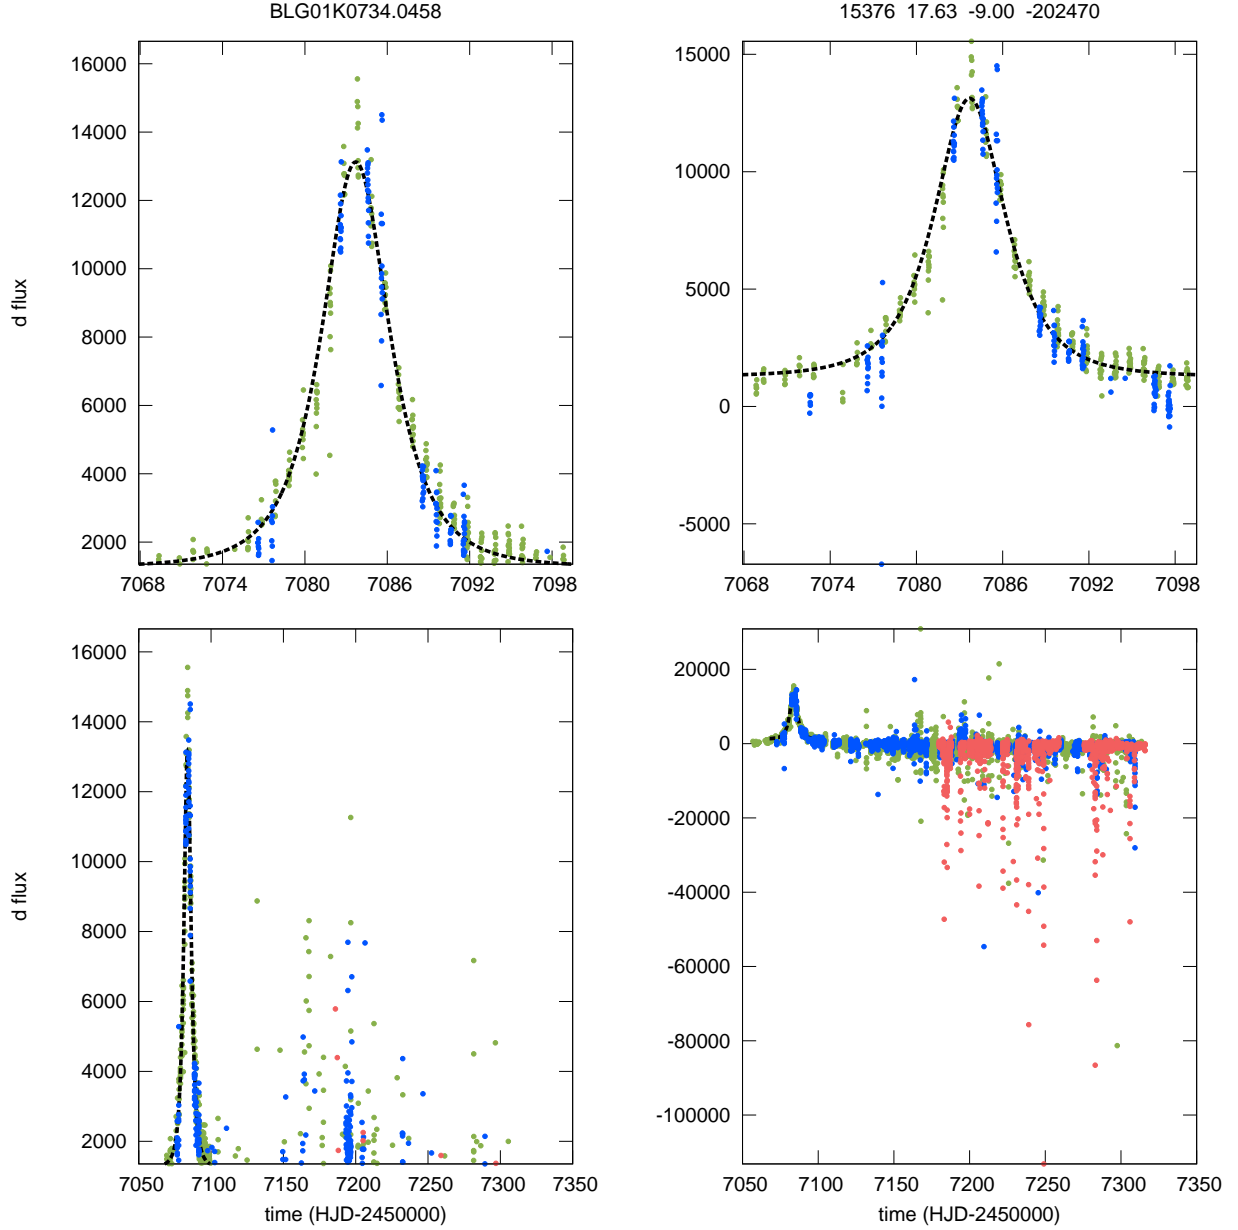 BLG01K0734.0458
15376 17.63 -9.00 -202470
16000
14000
12000
10000
8000
6000
4000
2000
d flux
7068 7074 7080 7086 7092 7098
15000
10000
5000
0
-5000
7068 7074 7080 7086 7092 7098
16000
14000
12000
10000
8000
6000
4000
2000
d flux
7050 7100 7150 7200 7250 7300 7350
time (HJD-2450000)
20000
0
-20000
-40000
-60000
-80000
-100000
7050 7100 7150 7200 7250 7300 7350
time (HJD-2450000)